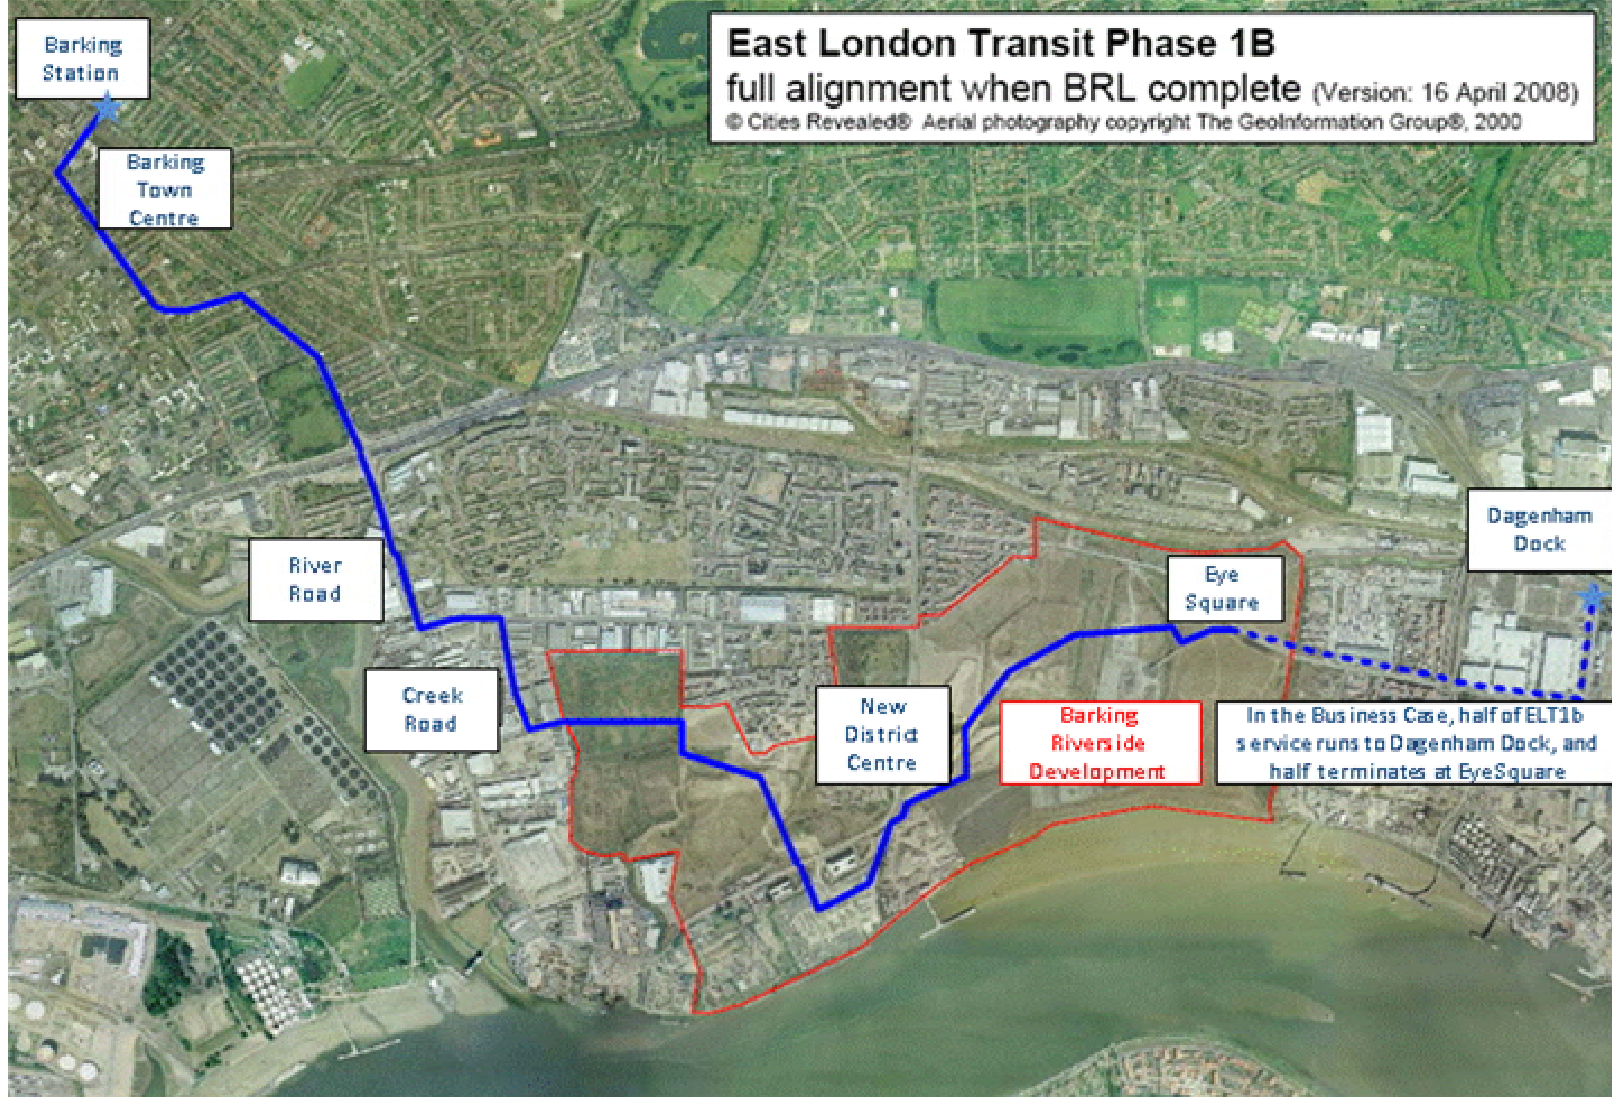 Barking
Station
East London Transit Phase 1B
full alignment when BRL complete (Version: 16 April 2008)
© Cities Revealed® Aerial photography copyright The GeoInformation Group®, 2000
Barking
Town
Centre
River
Road
Creek
Road
New
District
Centre
Eye
Square
Dagenham
Dock
Barking
Riverside
Development
In the Business Case, half of ELT1b
service runs to Dagenham Dock, and
half terminates at EyeSquare